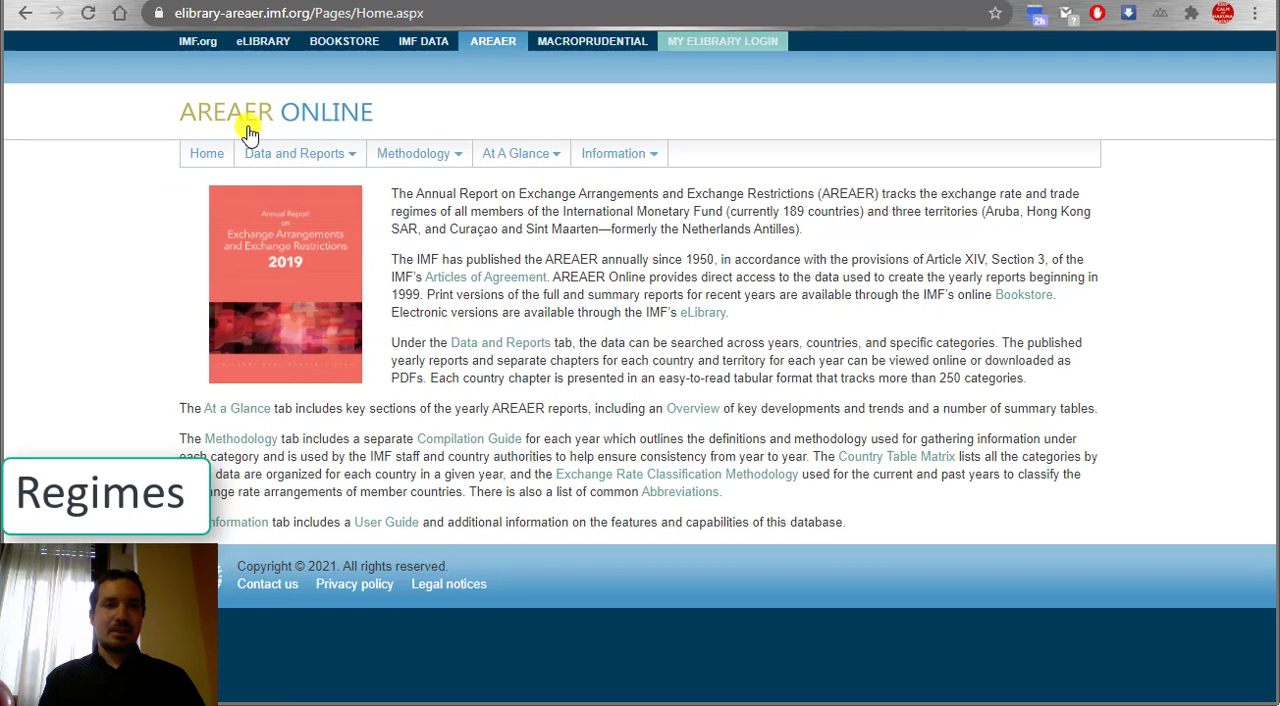 elibrary-areaer.imf.org/Pages/Home.aspx
2h
IMF.org eLIBRARY BOOKSTORE IMF DATA AREAER MACROPRUDENTIAL MY ELIBRARY LOGIN
AREAER ONLINE
Home Data and Reports Methodology At A Glance Information
Annual Report
on
Exchange Arrangements
and Exchange Restrictions
2019
The Annual Report on Exchange Arrangements and Exchange Restrictions (AREAER) tracks the exchange rate and trade
regimes of all members of the International Monetary Fund (currently 189 countries) and three territories (Aruba, Hong Kong
SAR, and Curaçao and Sint Maarten—formerly the Netherlands Antilles).
The IMF has published the AREAER annually since 1950, in accordance with the provisions of Article XIV, Section 3, of the
IMF’s Articles of Agreement. AREAER Online provides direct access to the data used to create the yearly reports beginning in
1999. Print versions of the full and summary reports for recent years are available through the IMF’s online Bookstore.
Electronic versions are available through the IMF’s eLibrary.
Under the Data and Reports tab, the data can be searched across years, countries, and specific categories. The published
yearly reports and separate chapters for each country and territory for each year can be viewed online or downloaded as
PDFs. Each country chapter is presented in an easy-to-read tabular format that tracks more than 250 categories.
The At a Glance tab includes key sections of the yearly AREAER reports, including an Overview of key developments and trends and a number of summary tables.
The Methodology tab includes a separate Compilation Guide for each year which outlines the definitions and methodology used for gathering information under
each category and is used by the IMF staff and country authorities to help ensure consistency from year to year. The Country Table Matrix lists all the categories by
data are organized for each country in a given year, and the Exchange Rate Classification Methodology used for the current and past years to classify the
nge rate arrangements of member countries. There is also a list of common Abbreviations.
nformation tab includes a User Guide and additional information on the features and capabilities of this database.
Regimes
Copyright © 2021. All rights reserved.
Contact us Privacy policy Legal notices